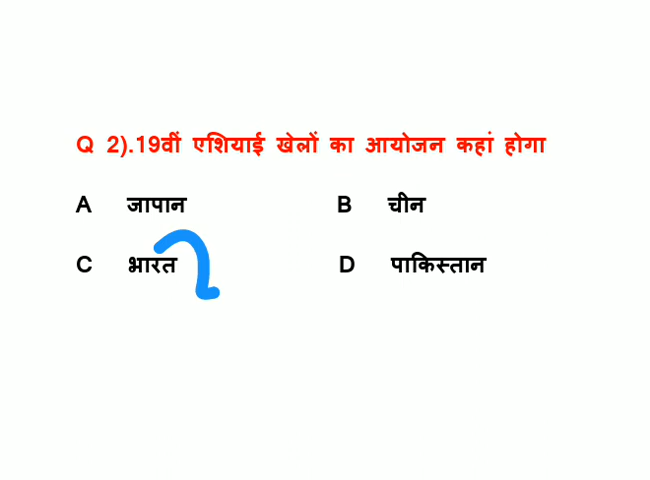 Q 2).19वीं एशियाई खेलों का आयोजन कहां होगा
A जापान B चीन
C भारत D पाकिस्तान